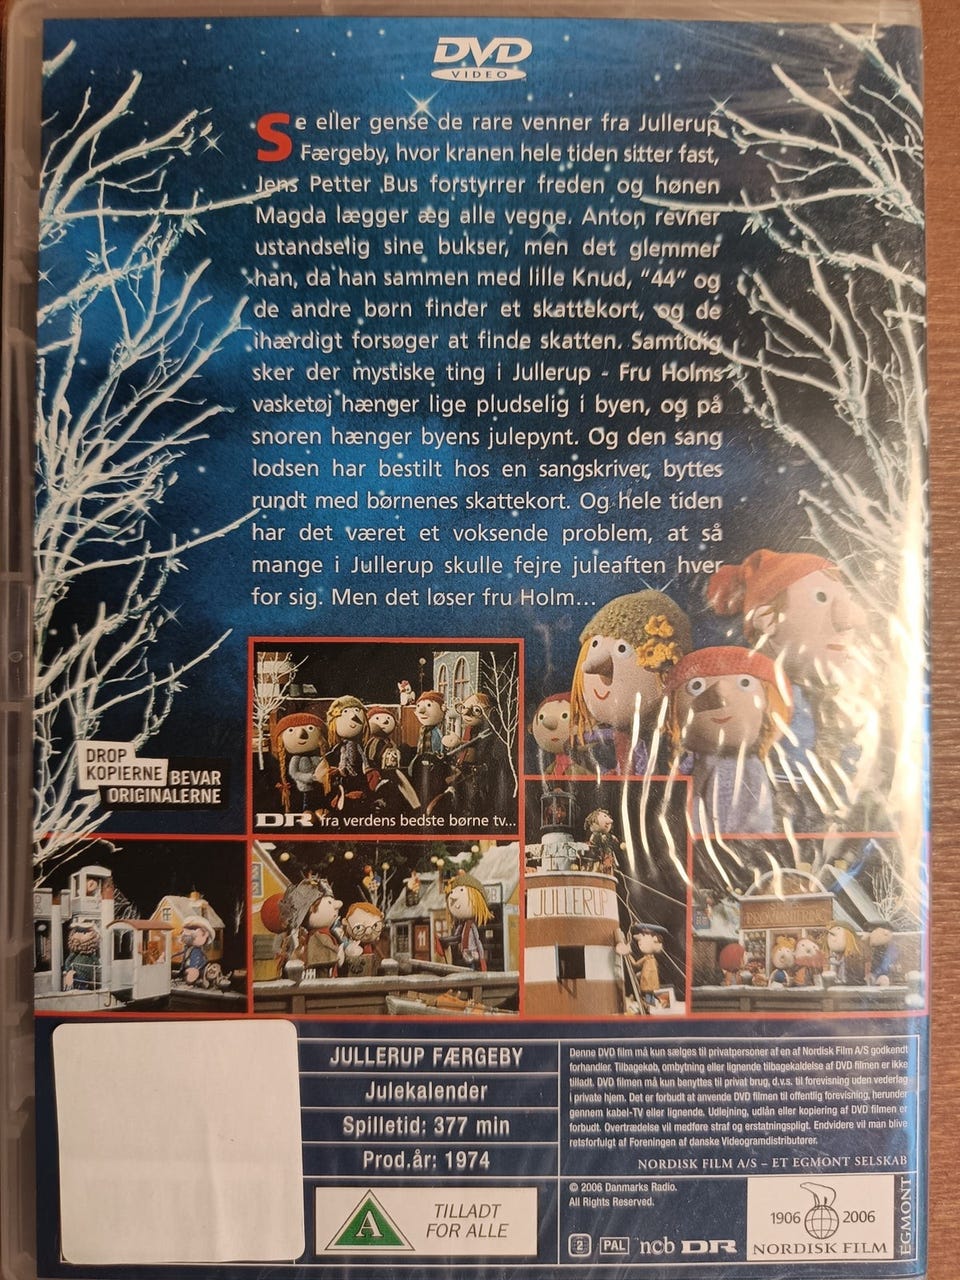 DVD
VIDEO
Se eller gense de rare venner fra Jullerup
Færgeby, hvor kranen hele tiden sitter fast,
Jens Petter Bus forstyrrer freden og hønen
Magda lægger æg alle vegne. Anton revner
ustandselig sine bukser, men det glemmer
han, da han sammen med lille Knud, "44" og
de andre børn finder et skattekort, og de
ihærdigt forsøger at finde skatten. Samtidig
sker der mystiske ting i Jullerup - Fru Holms
vasketøj hænger lige pludselig i byen, og på
snoren hænger byens julepynt. Og den sang
lodsen har bestilt hos en sangskriver, byttes
rundt med børnenes skattekort. Og hele tiden
har det været et voksende problem, at så
mange i Jullerup skulle fejre juleaften hver
for sig. Men det løser fru Holm...
DROP
KOPIERNE BEVAR
ORIGINALERNE
DR fra verdens bedste børne tv...
JULLERUP
PROVIANTERING
JULLERUP FÆRGEBY
Julekalender
Spilletid: 377 min
Prod.år: 1974
A TILLADT
FOR ALLE
Denne DVD film må kun sælges til privatpersoner af en af Nordisk Film A/S godkendt
forhandler. Tilbagekøb, ombytning eller lignende tilbagekaldelse af DVD filmen er ikke
tilladt. DVD filmen må kun benyttes til privat brug, d.v.s. til forevisning uden vederlag
i private hjem. Det er forbudt at anvende DVD filmen til offentlig forevisning, herunder
gennem kabel-TV eller lignende. Udlejning, udlån eller kopiering af DVD filmen er
forbudt. Overtrædelse vil medføre straf og erstatningspligt. Endvidere vil man blive
retsforfulgt af Foreningen af danske Videogramdistributører.
NORDISK FILM A/S – ET EGMONT SELSKAB
© 2006 Danmarks Radio.
All Rights Reserved.
2 PAL ncb DR
1906 2006
NORDISK FILM
EGMONT